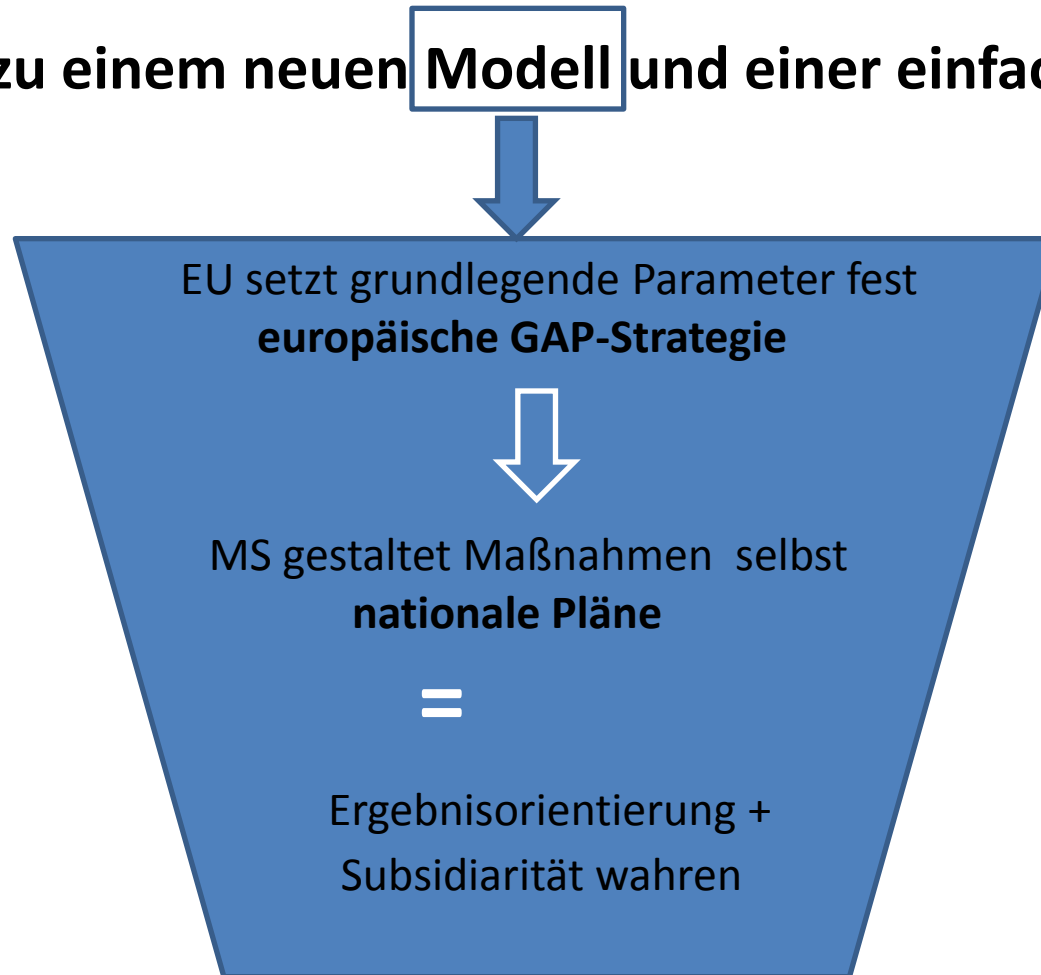 zu einem neuen Modell und einer einfac
EU setzt grundlegende Parameter fest
europäische GAP-Strategie
MS gestaltet Maßnahmen selbst
nationale Pläne
=
Ergebnisorientierung +
Subsidiarität wahren